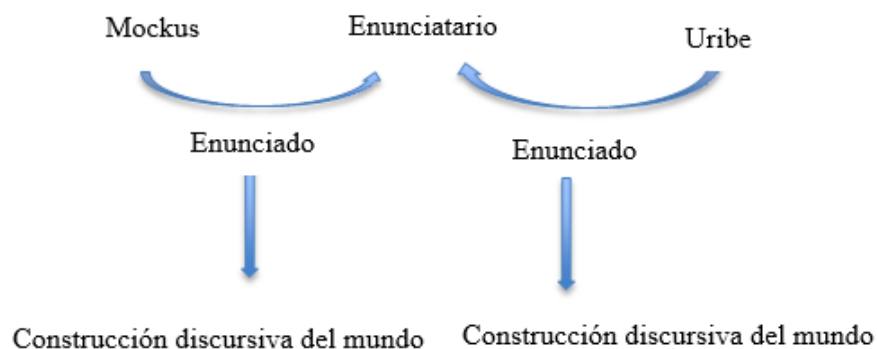 Mockus
Enunciatario
Uribe
Enunciado
Enunciado
Construcción discursiva del mundo
Construcción discursiva del mundo